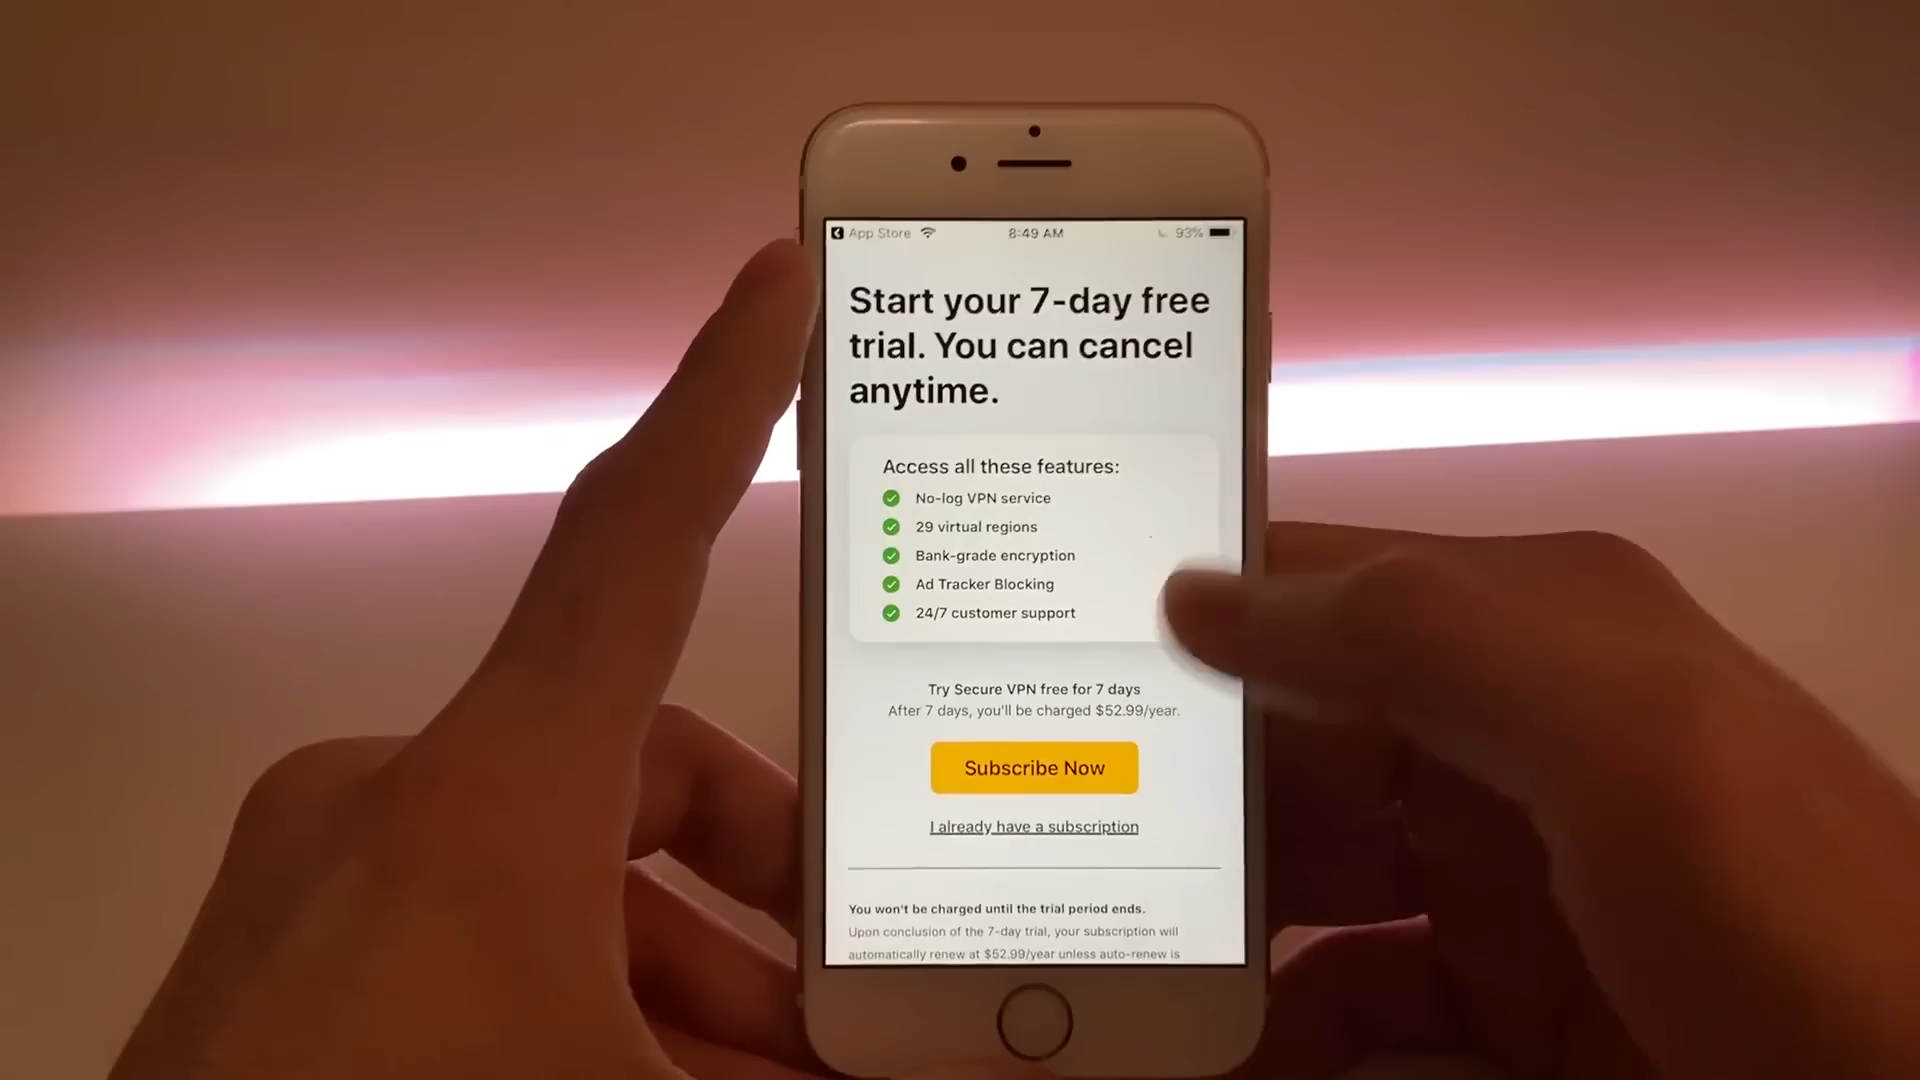 App Store 8:49 AM 93%
Start your 7-day free
trial. You can cancel
anytime.
Access all these features:
No-log VPN service
29 virtual regions
Bank-grade encryption
Ad Tracker Blocking
24/7 customer support
Try Secure VPN free for 7 days
After 7 days, you'll be charged $52.99/year.
Subscribe Now
I already have a subscription
You won't be charged until the trial period ends.
Upon conclusion of the 7-day trial, your subscription will
automatically renew at $52.99/year unless auto-renew is